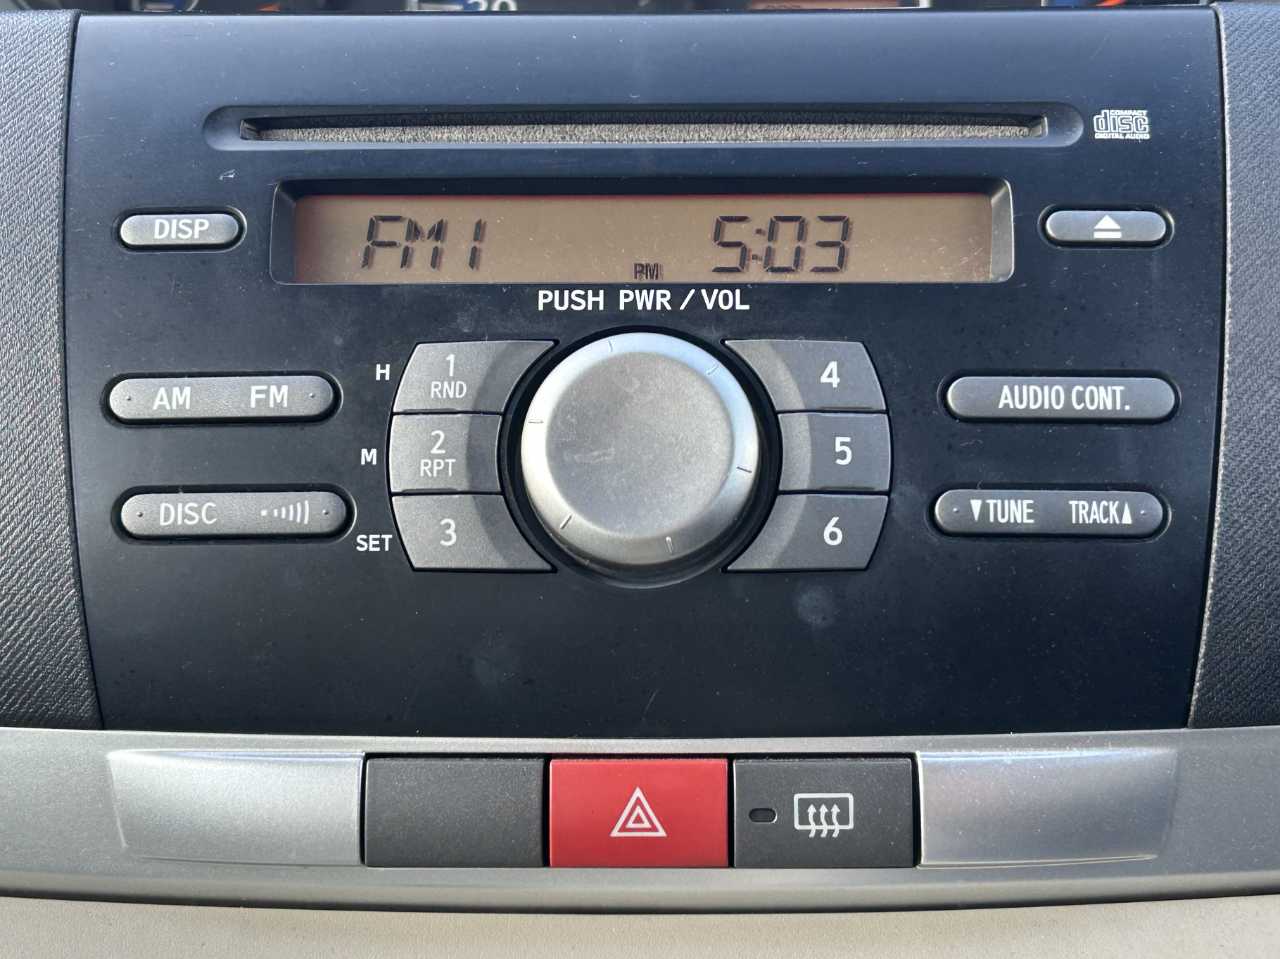 COMPACT
disc
DIGITAL AUDIO
DISP
FM1 PM 5:03
PUSH PWR / VOL
H 1 RND
4
AM FM
AUDIO CONT.
M 2 RPT
5
DISC
▼TUNE TRACK▲
SET 3
6